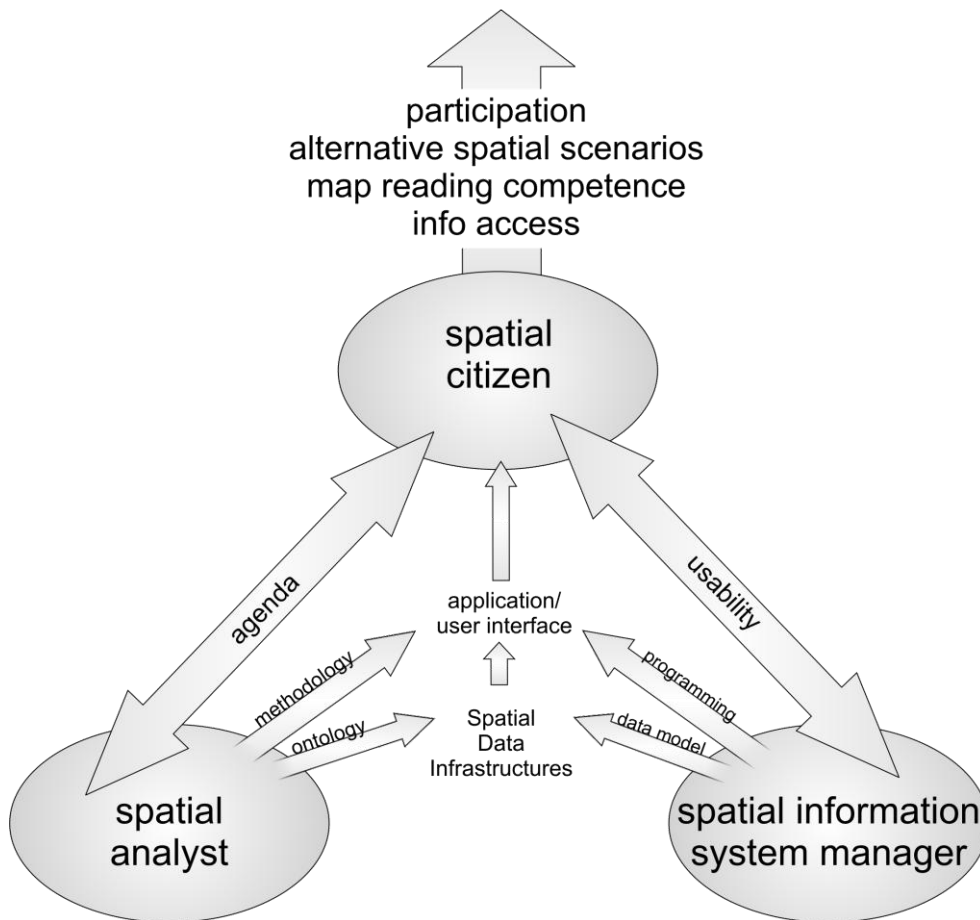 participation
alternative spatial scenarios
map reading competence
info access
spatial
citizen
agenda
usability
application/
user interface
methodology
programming
ontology
data model
Spatial
Data
Infrastructures
spatial
analyst
spatial information
system manager